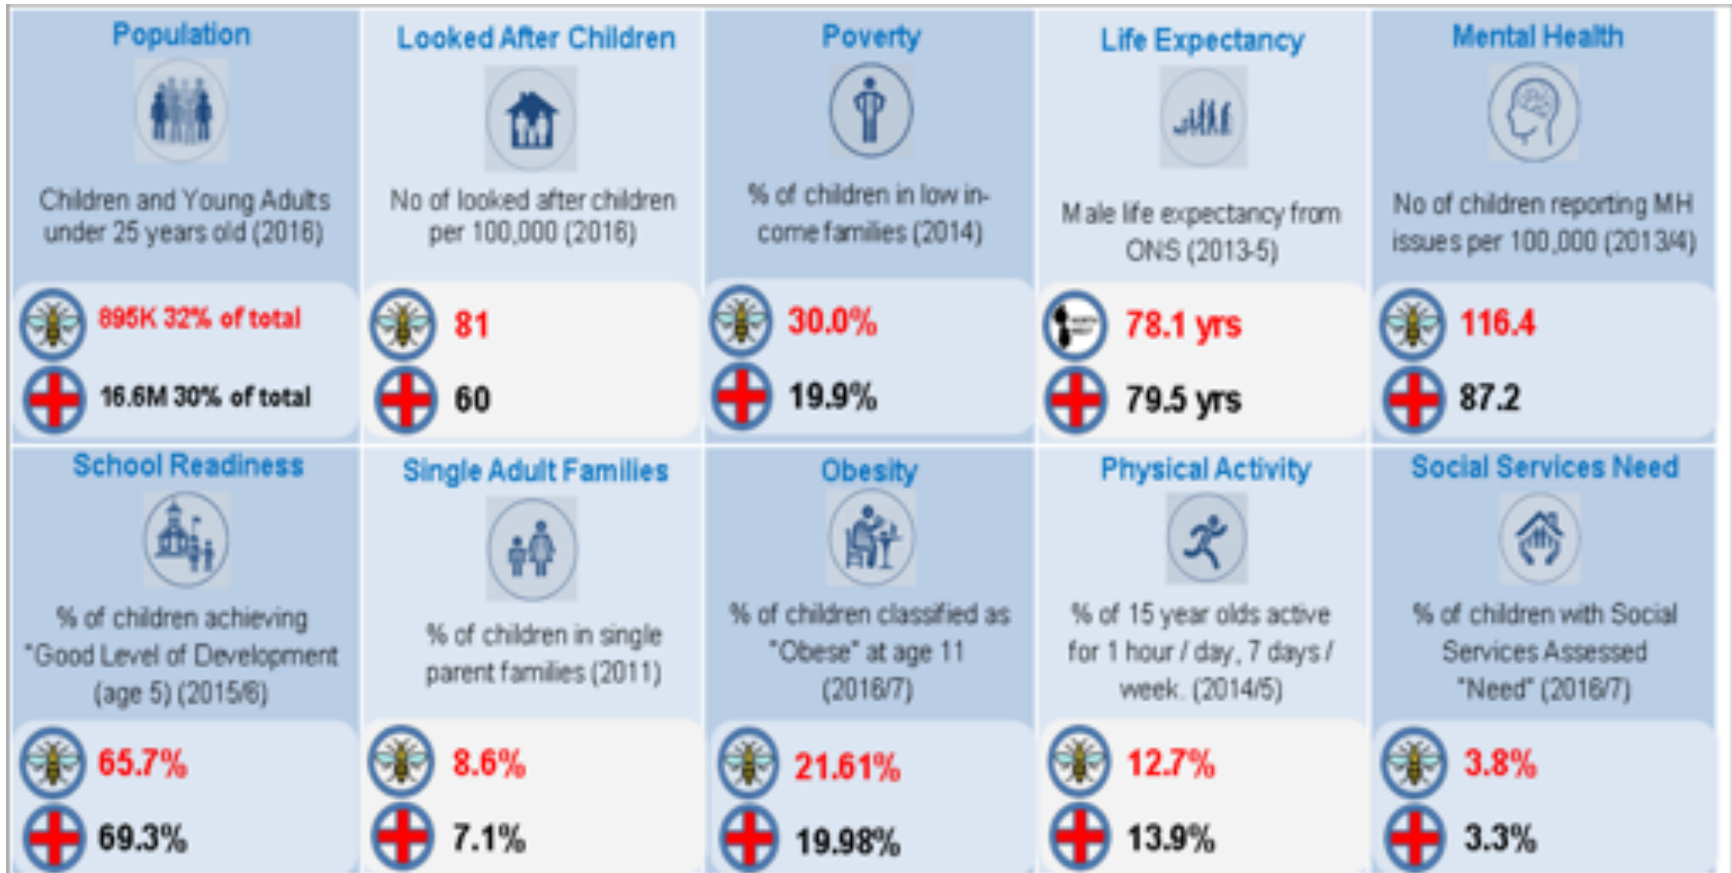 Population
Children and Young Adults
under 25 years old (2016)
895K 32% of total
16.6M 30% of total
Looked After Children
No of looked after children
per 100,000 (2016)
81
60
Poverty
% of children in low in-
come families (2014)
30.0%
19.9%
Life Expectancy
Male life expectancy from
ONS (2013-5)
NORTH
WEST
78.1 yrs
79.5 yrs
Mental Health
No of children reporting MH
issues per 100,000 (2013/4)
116.4
87.2
School Readiness
% of children achieving
"Good Level of Development
(age 5) (2015/6)
65.7%
69.3%
Single Adult Families
% of children in single
parent families (2011)
8.6%
7.1%
Obesity
% of children classified as
"Obese" at age 11
(2016/7)
21.61%
19.98%
Physical Activity
% of 15 year olds active
for 1 hour / day, 7 days /
week. (2014/5)
12.7%
13.9%
Social Services Need
% of children with Social
Services Assessed
"Need" (2016/7)
3.8%
3.3%